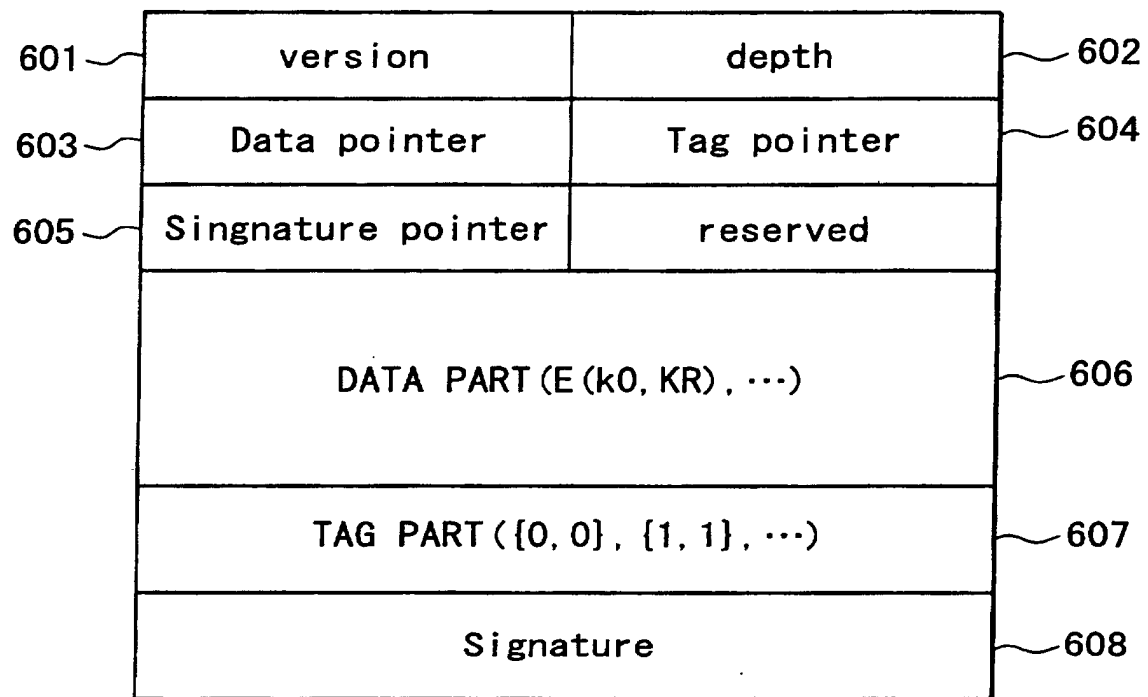 601 version depth 602
603 Data pointer Tag pointer 604
605 Singnature pointer reserved
DATA PART(E(k0, KR), ···) 606
TAG PART({0, 0}, {1, 1}, ···) 607
Signature 608